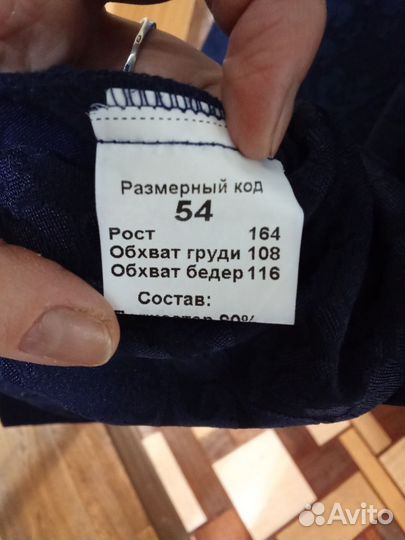 Размерный код
54
Рост 164
Обхват груди 108
Обхват бедер 116
Состав:
Avito